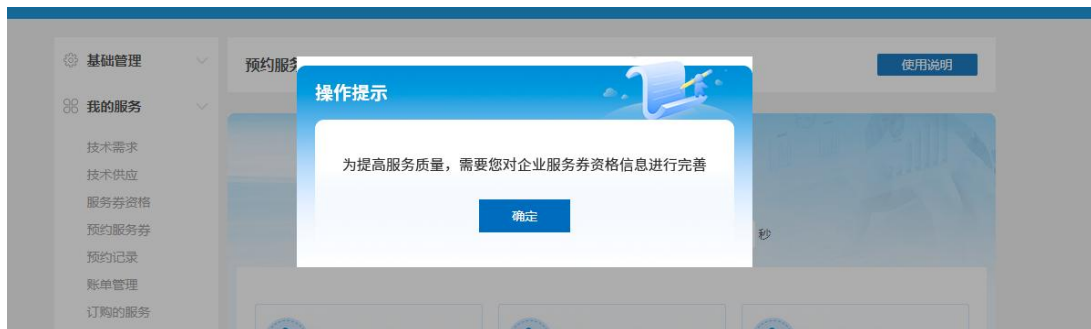 基础管理
预约服务
使用说明
操作提示
我的服务
技术需求
为提高服务质量，需要您对企业服务券资格信息进行完善
技术供应
服务券资格
确定
预约服务券
秒
预约记录
账单管理
订购的服务